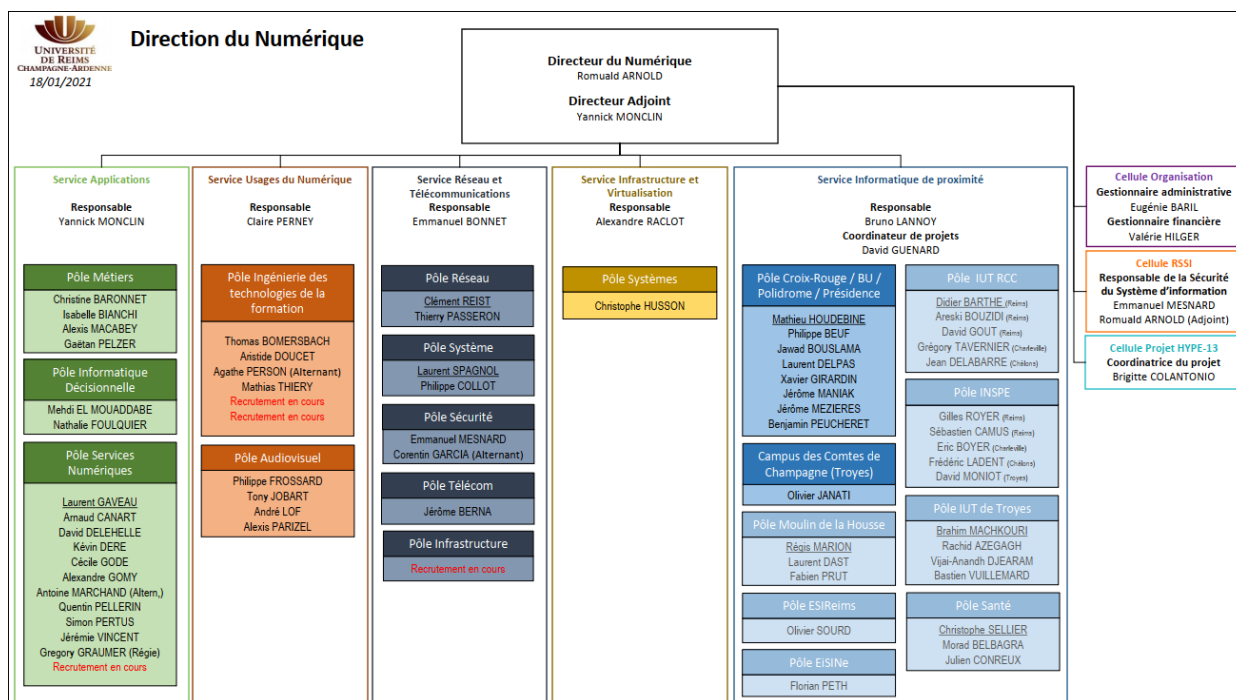 UNIVERSITÉ
DE REIMS
CHAMPAGNE-ARDENNE
18/01/2021
Direction du Numérique
Directeur du Numérique
Romuald ARNOLD
Directeur Adjoint
Yannick MONCLIN
Service Applications
Responsable
Yannick MONCLIN
Pôle Métiers
Christine BARONNET
Isabelle BIANCHI
Alexis MACABEY
Gaëtan PELZER
Pôle Informatique
Décisionnelle
Mehdi EL MOUADDABE
Nathalie FOULQUIER
Pôle Services
Numériques
Laurent GAVEAU
Arnaud CANART
David DELEHELLE
Kévin DERE
Cécile GODE
Alexandre GOMY
Antoine MARCHAND (Altern,)
Quentin PELLERIN
Simon PERTUS
Jérémie VINCENT
Gregory GRAUMER (Régie)
Recrutement en cours
Service Usages du Numérique
Responsable
Claire PERNEY
Pôle Ingénierie des
technologies de la
formation
Thomas BOMERSBACH
Aristide DOUCET
Agathe PERSON (Alternant)
Mathias THIERY
Recrutement en cours
Recrutement en cours
Pôle Audiovisuel
Philippe FROSSARD
Tony JOBART
André LOF
Alexis PARIZEL
Service Réseau et
Télécommunications
Responsable
Emmanuel BONNET
Pôle Réseau
Clément REIST
Thierry PASSERON
Pôle Système
Laurent SPAGNOL
Philippe COLLOT
Pôle Sécurité
Emmanuel MESNARD
Corentin GARCIA (Alternant)
Pôle Télécom
Jérôme BERNA
Pôle Infrastructure
Recrutement en cours
Service Infrastructure et
Virtualisation
Responsable
Alexandre RACLOT
Pôle Systèmes
Christophe HUSSON
Service Informatique de proximité
Responsable
Bruno LANNOY
Coordinateur de projets
David GUENARD
Pôle Croix-Rouge / BU /
Polidrome / Présidence
Mathieu HOUDEBINE
Philippe BEUF
Jawad BOUSLAMA
Laurent DELPAS
Xavier GIRARDIN
Jérôme MANIAK
Jérôme MEZIERES
Benjamin PEUCHERET
Campus des Comtes de
Champagne (Troyes)
Olivier JANATI
Pôle Moulin de la Housse
Régis MARION
Laurent DAST
Fabien PRUT
Pôle ESIReims
Olivier SOURD
Pôle EiSINe
Florian PETH
Pôle IUT RCC
Didier BARTHE (Reims)
Areski BOUZIDI (Reims)
David GOUT (Reims)
Grégory TAVERNIER (Charleville)
Jean DELABARRE (Châlons)
Pôle INSPE
Gilles ROYER (Reims)
Sébastien CAMUS (Reims)
Eric BOYER (Charleville)
Frédéric LADENT (Châlons)
David MONIOT (Troyes)
Pôle IUT de Troyes
Brahim MACHKOURI
Rachid AZEGAGH
Vijai-Anandh DJEARAM
Bastien VUILLEMARD
Pôle Santé
Christophe SELLIER
Morad BELBAGRA
Julien CONREUX
Cellule Organisation
Gestionnaire administrative
Eugénie BARIL
Gestionnaire financière
Valérie HILGER
Cellule RSSI
Responsable de la Sécurité
du Système d'information
Emmanuel MESNARD
Romuald ARNOLD (Adjoint)
Cellule Projet HYPE-13
Coordinatrice du projet
Brigitte COLANTONIO